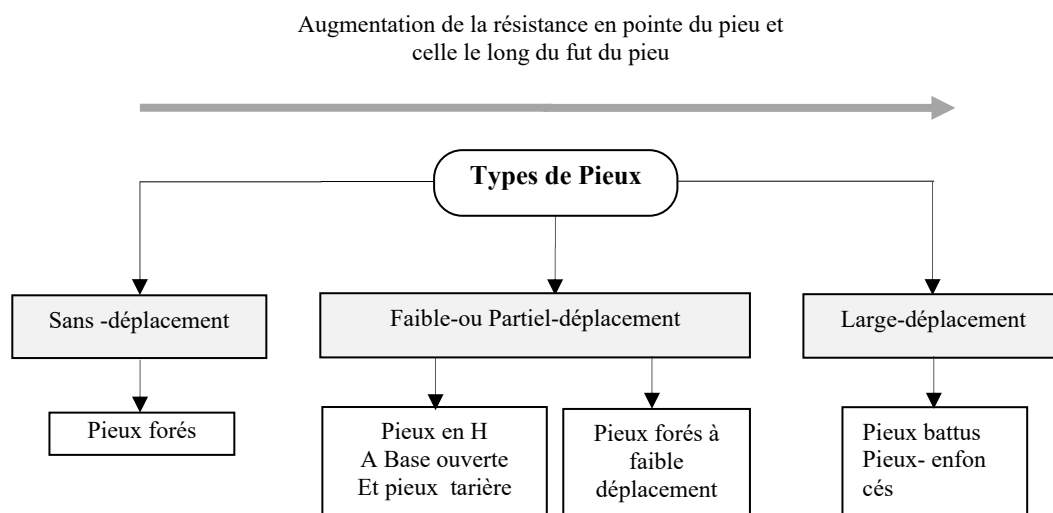 Augmentation de la résistance en pointe du pieu et
celle le long du fut du pieu
Types de Pieux
Sans -déplacement
Faible-ou Partiel-déplacement
Large-déplacement
Pieux forés
Pieux en H
A Base ouverte
Et pieux tarière
Pieux forés à
faible
déplacement
Pieux battus
Pieux- enfon
cés